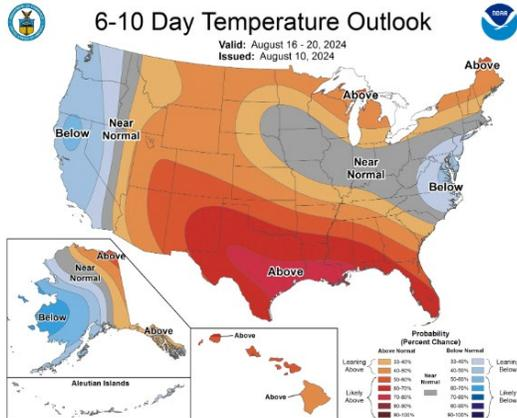 6-10 Day Temperature Outlook
NOAA
Valid: August 16 - 20, 2024
Issued: August 10, 2024
Above
Above
Below
Near
Normal
Near
Normal
Below
Above
Above
Near
Normal
Below
Above
Aleutian Islands
Above
Above
Probability
(Percent Chance)
Above Normal
Below Normal
Leaning
Above
33-40%
40-50%
Near
Normal
33-40%
40-50%
Leaning
Below
Likely
Above
50-60%
60-70%
70-80%
80-90%
90-100%
50-60%
60-70%
70-80%
80-90%
90-100%
Likely
Below